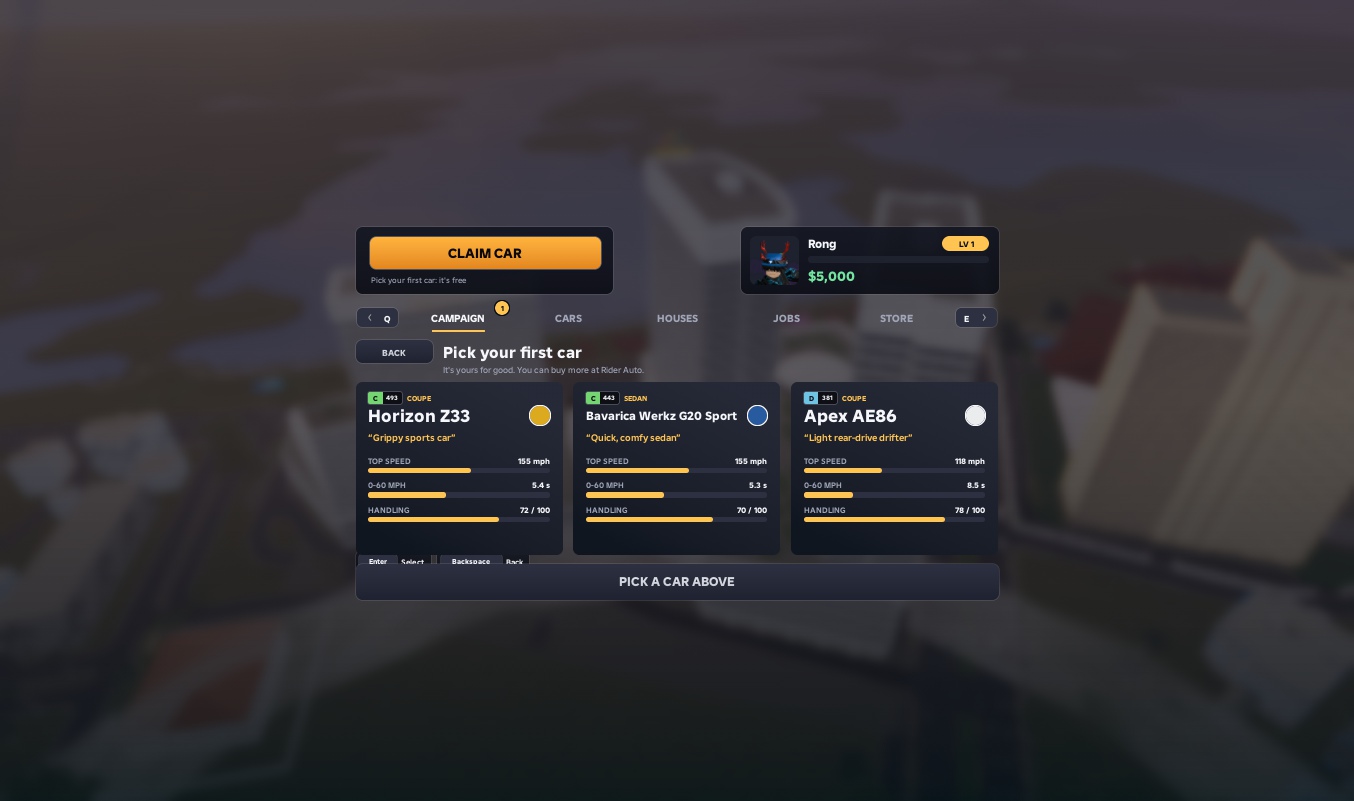 CLAIM CAR
Pick your first car: it's free
Rong
LV 1
$5,000
Q
CAMPAIGN
1
CARS
HOUSES
JOBS
STORE
E
BACK
Pick your first car
It's yours for good. You can buy more at Rider Auto.
C 493 COUPE
Horizon Z33
"Grippy sports car"
TOP SPEED 155 mph
0-60 MPH 5.4 s
HANDLING 72 / 100
C 443 SEDAN
Bavarica Werkz G20 Sport
"Quick, comfy sedan"
TOP SPEED 155 mph
0-60 MPH 5.3 s
HANDLING 70 / 100
D 381 COUPE
Apex AE86
"Light rear-drive drifter"
TOP SPEED 118 mph
0-60 MPH 8.5 s
HANDLING 78 / 100
Enter Select Backspace Back
PICK A CAR ABOVE